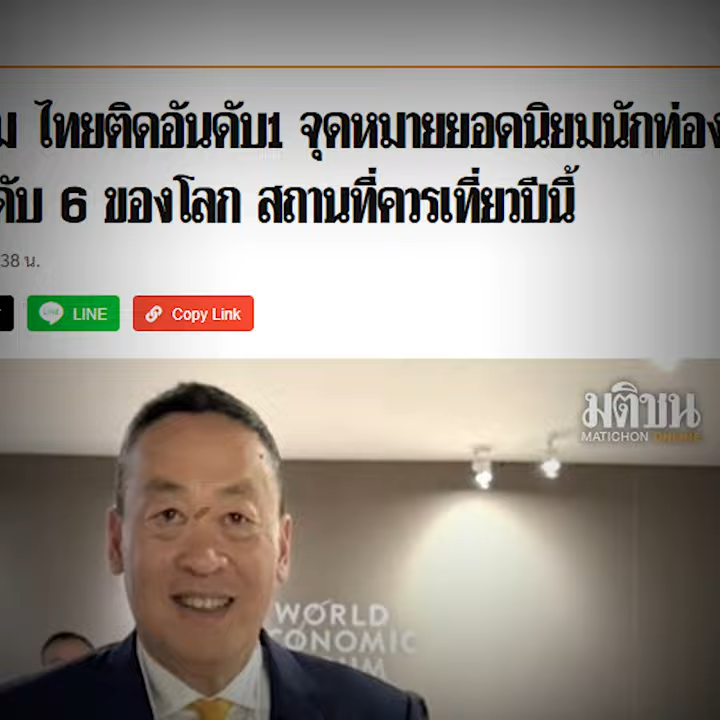 ม ไทยติดอันดับ1 จุดหมายยอดนิยมนักท่อง
ดับ 6 ของโลก สถานที่ควรเที่ยวปีนี้
38 น.
LINE
Copy Link
มติชน
MATICHON ONLINE
WORLD
ECONOMIC